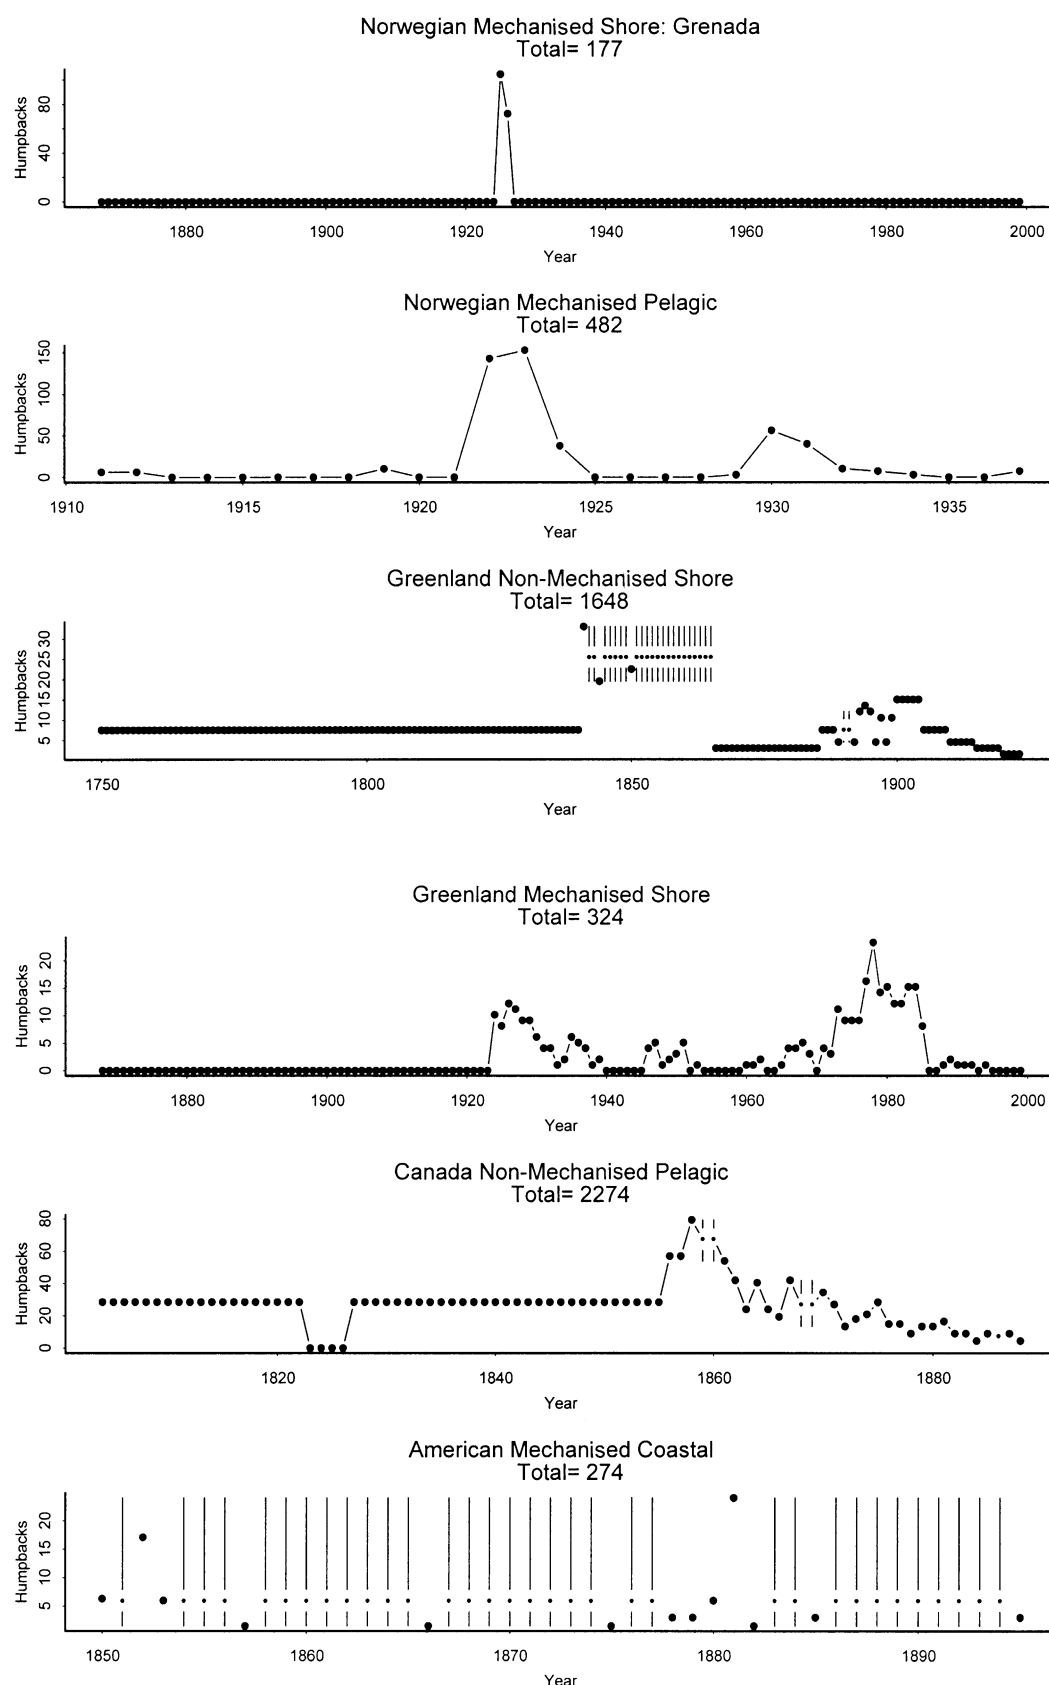 Norwegian Mechanised Shore: Grenada
Total= 177
Humpbacks
80
40
0
1880 1900 1920 1940 1960 1980 2000
Year
Norwegian Mechanised Pelagic
Total= 482
Humpbacks
150
100
50
0
1910 1915 1920 1925 1930 1935
Year
Greenland Non-Mechanised Shore
Total= 1648
Humpbacks
30
25
20
15
10
5
1750 1800 1850 1900
Year
Greenland Mechanised Shore
Total= 324
Humpbacks
20
15
10
5
0
1880 1900 1920 1940 1960 1980 2000
Year
Canada Non-Mechanised Pelagic
Total= 2274
Humpbacks
80
60
40
20
0
1820 1840 1860 1880
Year
American Mechanised Coastal
Total= 274
Humpbacks
20
15
10
5
1850 1860 1870 1880 1890
Year